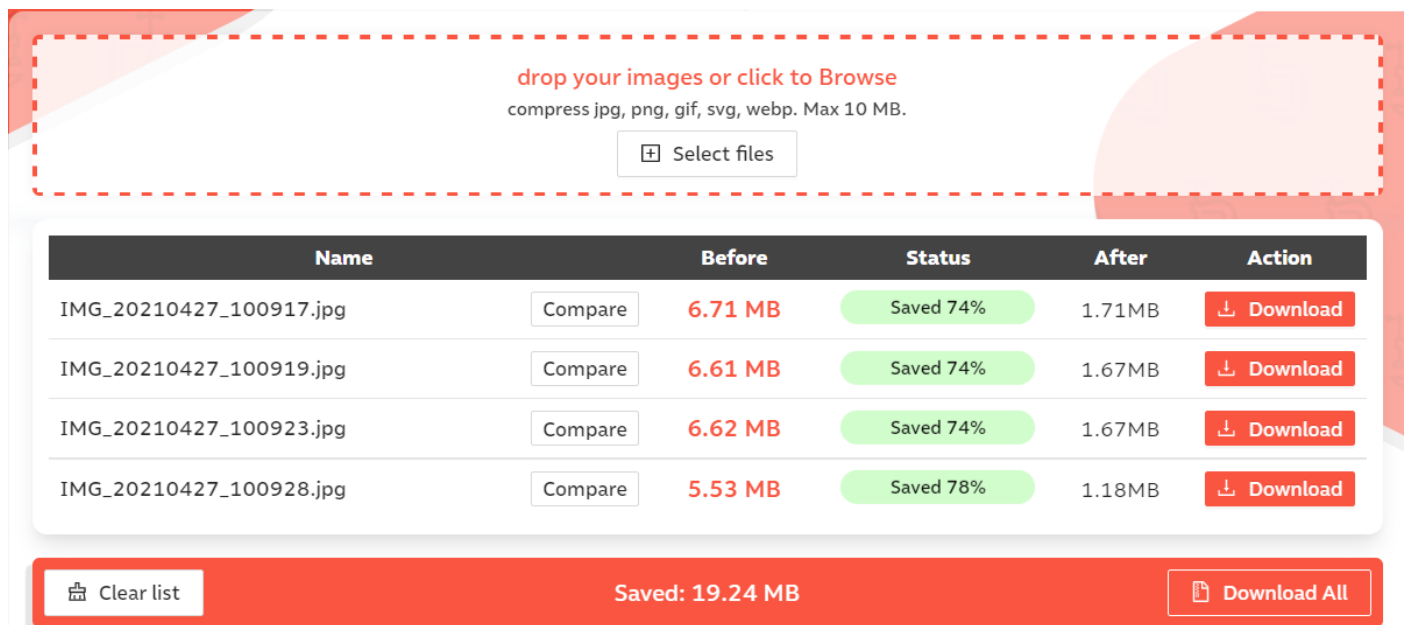 drop your images or click to Browse
compress jpg, png, gif, svg, webp. Max 10 MB.
Select files
Name Before Status After Action
IMG_20210427_100917.jpg Compare 6.71 MB Saved 74% 1.71MB Download
IMG_20210427_100919.jpg Compare 6.61 MB Saved 74% 1.67MB Download
IMG_20210427_100923.jpg Compare 6.62 MB Saved 74% 1.67MB Download
IMG_20210427_100928.jpg Compare 5.53 MB Saved 78% 1.18MB Download
Clear list Saved: 19.24 MB Download All